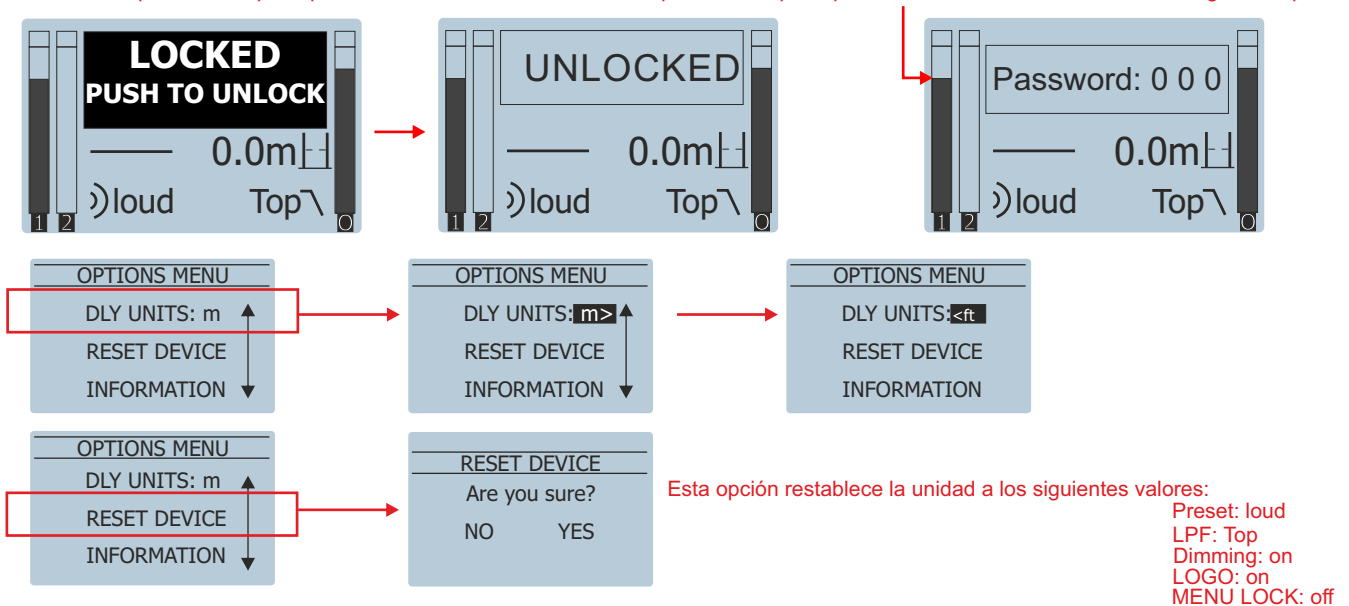 LOCKED
PUSH TO UNLOCK
0.0m
loud Top
1 2 0
UNLOCKED
0.0m
loud Top
1 2 0
Password: 0 0 0
0.0m
loud Top
1 2 0
OPTIONS MENU
DLY UNITS: m
RESET DEVICE
INFORMATION
OPTIONS MENU
DLY UNITS: m>
RESET DEVICE
INFORMATION
OPTIONS MENU
DLY UNITS: <ft
RESET DEVICE
INFORMATION
OPTIONS MENU
DLY UNITS: m
RESET DEVICE
INFORMATION
RESET DEVICE
Are you sure?
NO YES
Esta opción restablece la unidad a los siguientes valores:
Preset: loud
LPF: Top
Dimming: on
LOGO: on
MENU LOCK: off